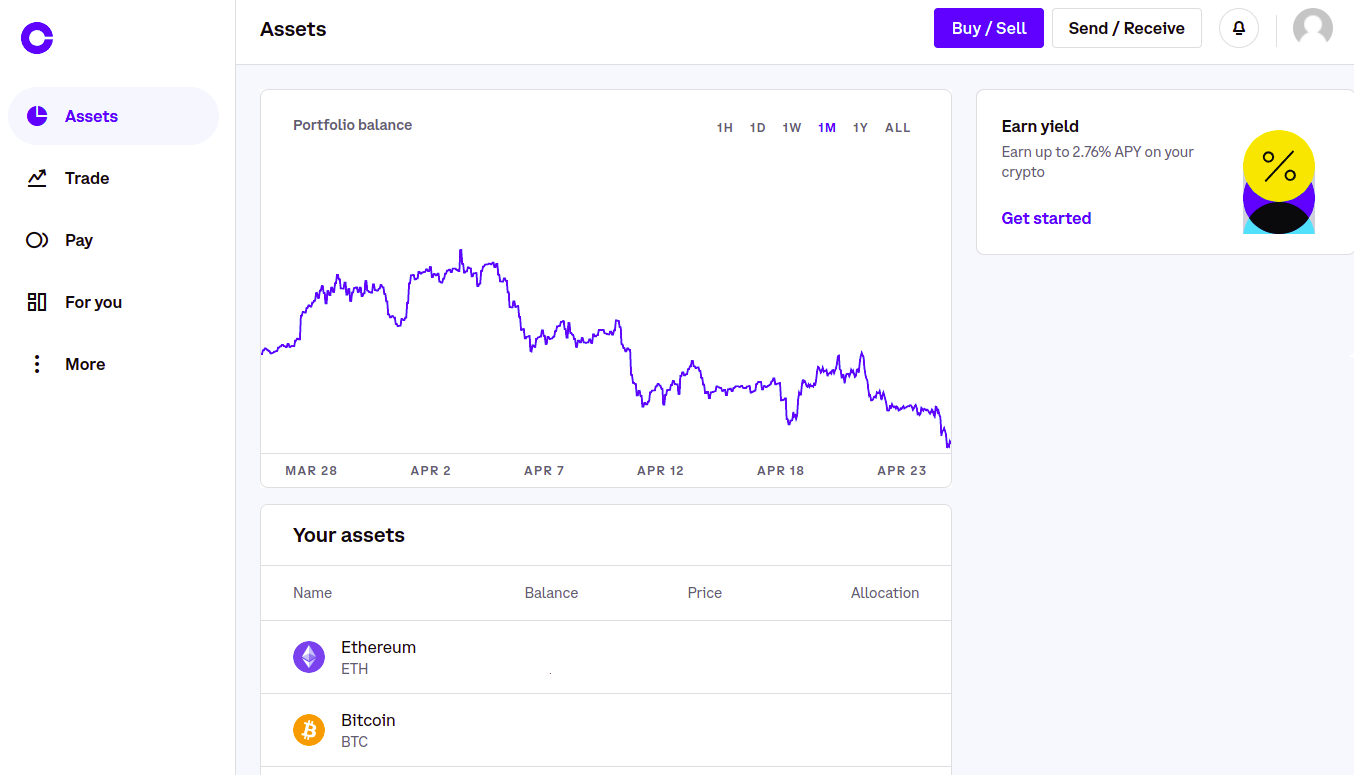 Assets
Buy / Sell
Send / Receive
Assets
Trade
Pay
For you
More
Portfolio balance
1H 1D 1W 1M 1Y ALL
MAR 28 APR 2 APR 7 APR 12 APR 18 APR 23
Earn yield
Earn up to 2.76% APY on your
crypto
Get started
%
Your assets
Name Balance Price Allocation
Ethereum
ETH
Bitcoin
BTC